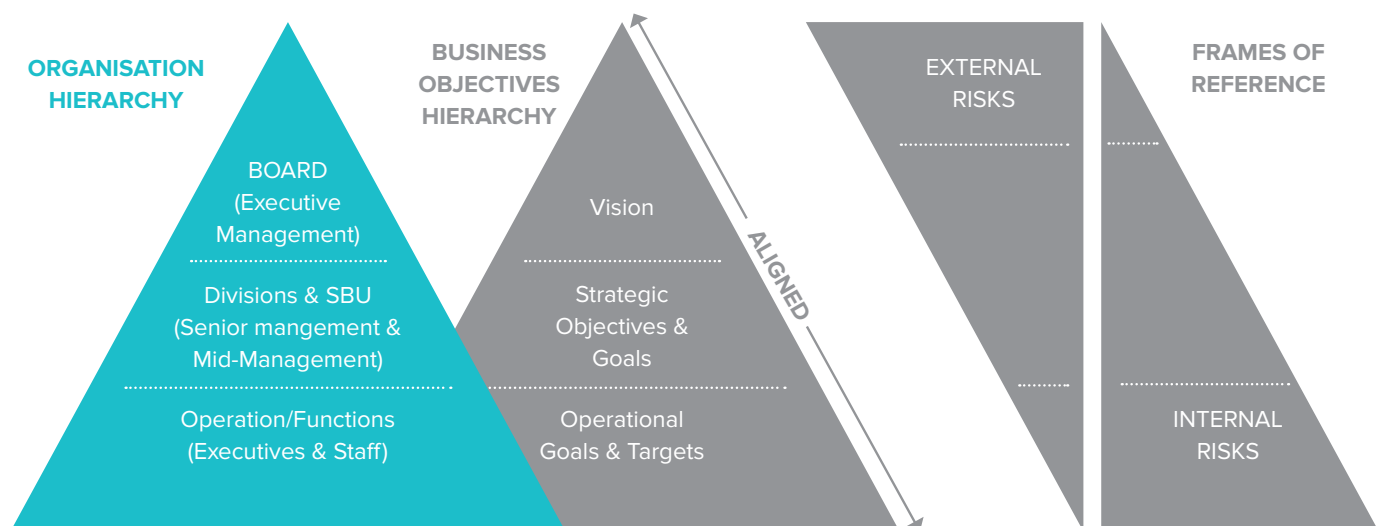 ORGANISATION
HIERARCHY
BOARD
(Executive
Management)
Divisions & SBU
(Senior mangement &
Mid-Management)
Operation/Functions
(Executives & Staff)
BUSINESS
OBJECTIVES
HIERARCHY
Vision
Strategic
Objectives &
Goals
Operational
Goals & Targets
ALIGNED
EXTERNAL
RISKS
FRAMES OF
REFERENCE
INTERNAL
RISKS